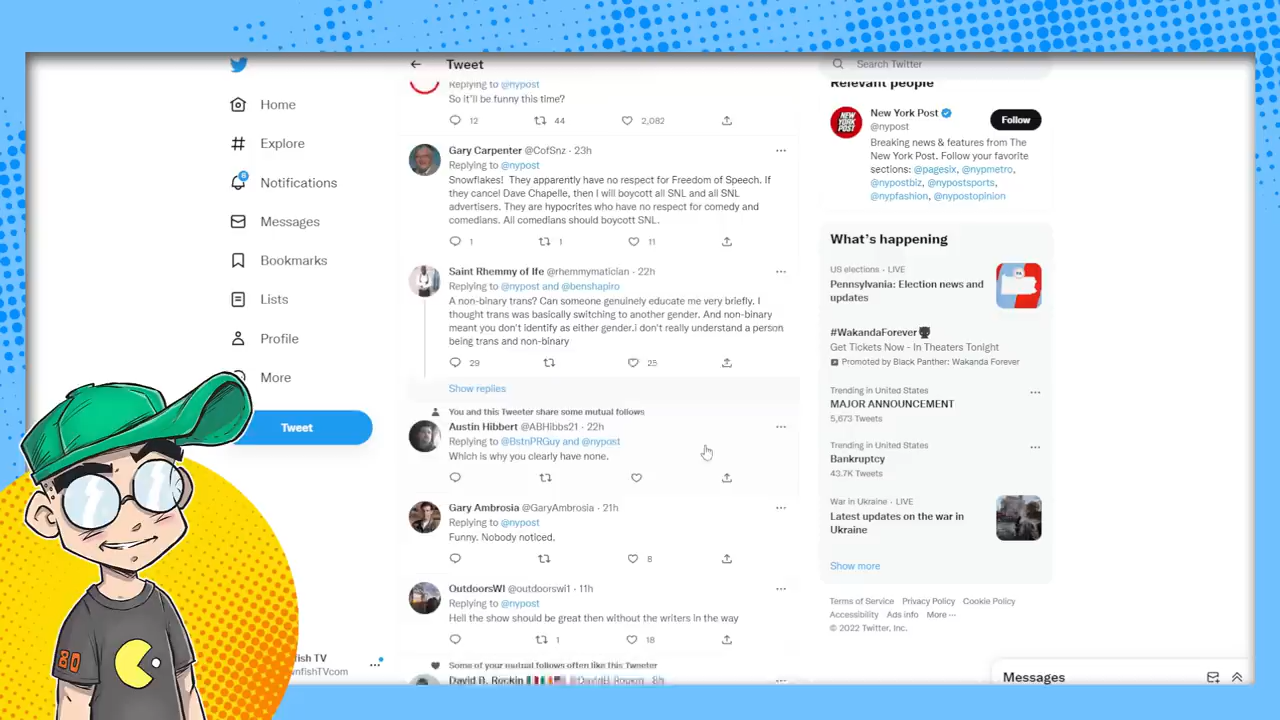 Home
Explore
8
Notifications
Messages
Bookmarks
Lists
Profile
More
Tweet
fish TV
nfishTVcom
80
Tweet
Replying to @nypost
So it'll be funny this time?
12 44 2,082
Gary Carpenter @CofSnz · 23h
Replying to @nypost
Snowflakes! They apparently have no respect for Freedom of Speech. If
they cancel Dave Chapelle, then I will boycott all SNL and all SNL
advertisers. They are hypocrites who have no respect for comedy and
comedians. All comedians should boycott SNL.
1 1 11
Saint Rhemmy of Ife @rhemmymatician · 22h
Replying to @nypost and @benshapiro
A non-binary trans? Can someone genuinely educate me very briefly. I
thought trans was basically switching to another gender. And non-binary
meant you don't identify as either gender.i don't really understand a person
being trans and non-binary
29 25
Show replies
You and this Tweeter share some mutual follows
Austin Hibbert @ABHibbs21 · 22h
Replying to @BstnPRGuy and @nypost
Which is why you clearly have none.
Gary Ambrosia @GaryAmbrosia · 21h
Replying to @nypost
Funny. Nobody noticed.
8
OutdoorsWI @outdoorswi1 · 11h
Replying to @nypost
Hell the show should be great then without the writers in the way
1 18
Some of your mutual follows often like this Tweeter
David B. Rockin
Search Twitter
Relevant people
New York Post
@nypost
Follow
NEW YORK POST
Breaking news & features from The
New York Post. Follow your favorite
sections: @pagesix, @nypmetro,
@nypostbiz, @nypostsports,
@nypfashion, @nypostopinion
What's happening
US elections · LIVE
Pennsylvania: Election news and
updates
#WakandaForever
Get Tickets Now - In Theaters Tonight
Promoted by Black Panther: Wakanda Forever
Trending in United States
MAJOR ANNOUNCEMENT
5,673 Tweets
Trending in United States
Bankruptcy
43.7K Tweets
War in Ukraine · LIVE
Latest updates on the war in
Ukraine
Show more
Terms of Service Privacy Policy Cookie Policy
Accessibility Ads info More ...
© 2022 Twitter, Inc.
Messages